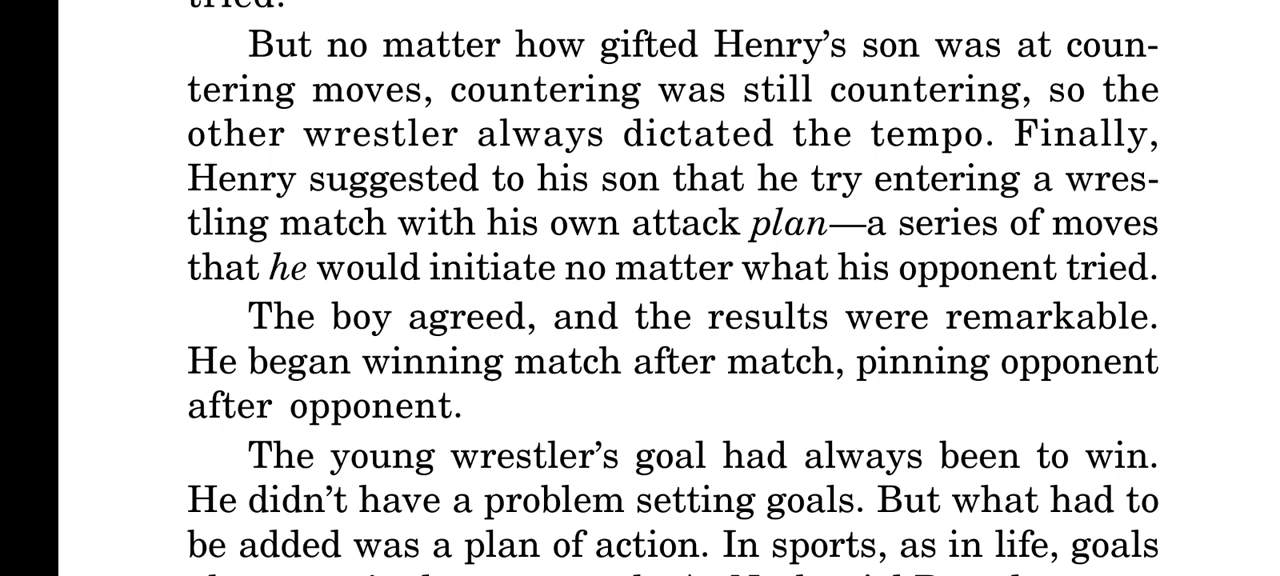 tried.
But no matter how gifted Henry’s son was at coun-
tering moves, countering was still countering, so the
other wrestler always dictated the tempo. Finally,
Henry suggested to his son that he try entering a wres-
tling match with his own attack plan—a series of moves
that he would initiate no matter what his opponent tried.
The boy agreed, and the results were remarkable.
He began winning match after match, pinning opponent
after opponent.
The young wrestler’s goal had always been to win.
He didn’t have a problem setting goals. But what had to
be added was a plan of action. In sports, as in life, goals